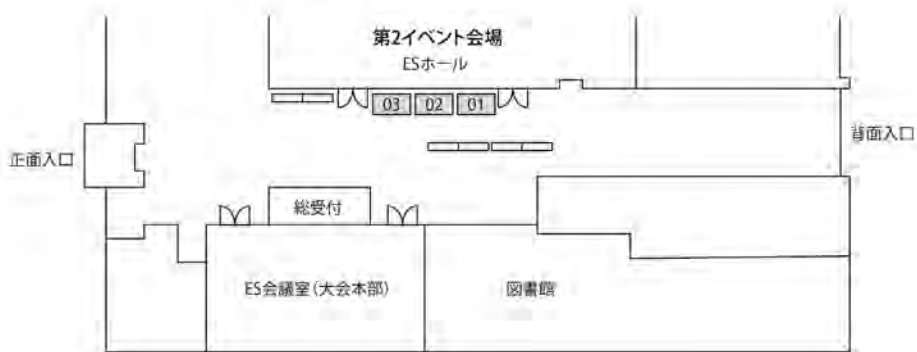 第2イベント会場
ESホール
03 02 01
正面入口
背面入口
総受付
ES会議室（大会本部）
図書館